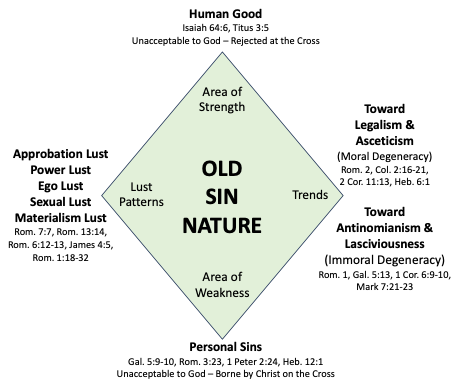 Human Good
Isaiah 64:6, Titus 3:5
Unacceptable to God – Rejected at the Cross
Area of
Strength
Approbation Lust
Power Lust
Ego Lust
Sexual Lust
Materialism Lust
Rom. 7:7, Rom. 13:14,
Rom. 6:12-13, James 4:5,
Rom. 1:18-32
Lust
Patterns
OLD
SIN
NATURE
Trends
Toward
Legalism &
Asceticism
(Moral Degeneracy)
Rom. 2, Col. 2:16-21,
2 Cor. 11:13, Heb. 6:1
Toward
Antinomianism &
Lasciviousness
(Immoral Degeneracy)
Rom. 1, Gal. 5:13, 1 Cor. 6:9-10,
Mark 7:21-23
Area of
Weakness
Personal Sins
Gal. 5:9-10, Rom. 3:23, 1 Peter 2:24, Heb. 12:1
Unacceptable to God – Borne by Christ on the Cross